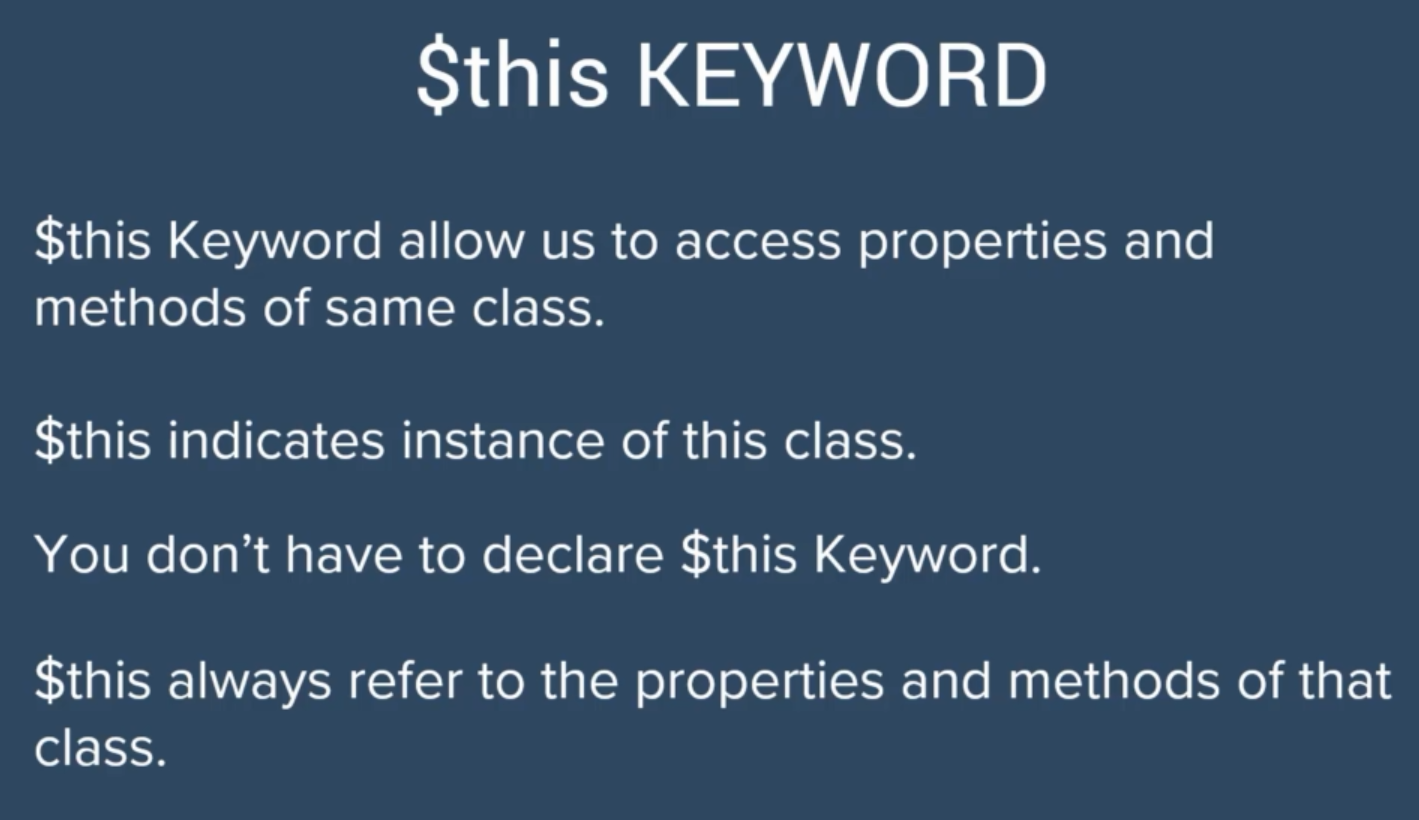 $this KEYWORD
$this Keyword allow us to access properties and
methods of same class.
$this indicates instance of this class.
You don’t have to declare $this Keyword.
$this always refer to the properties and methods of that
class.